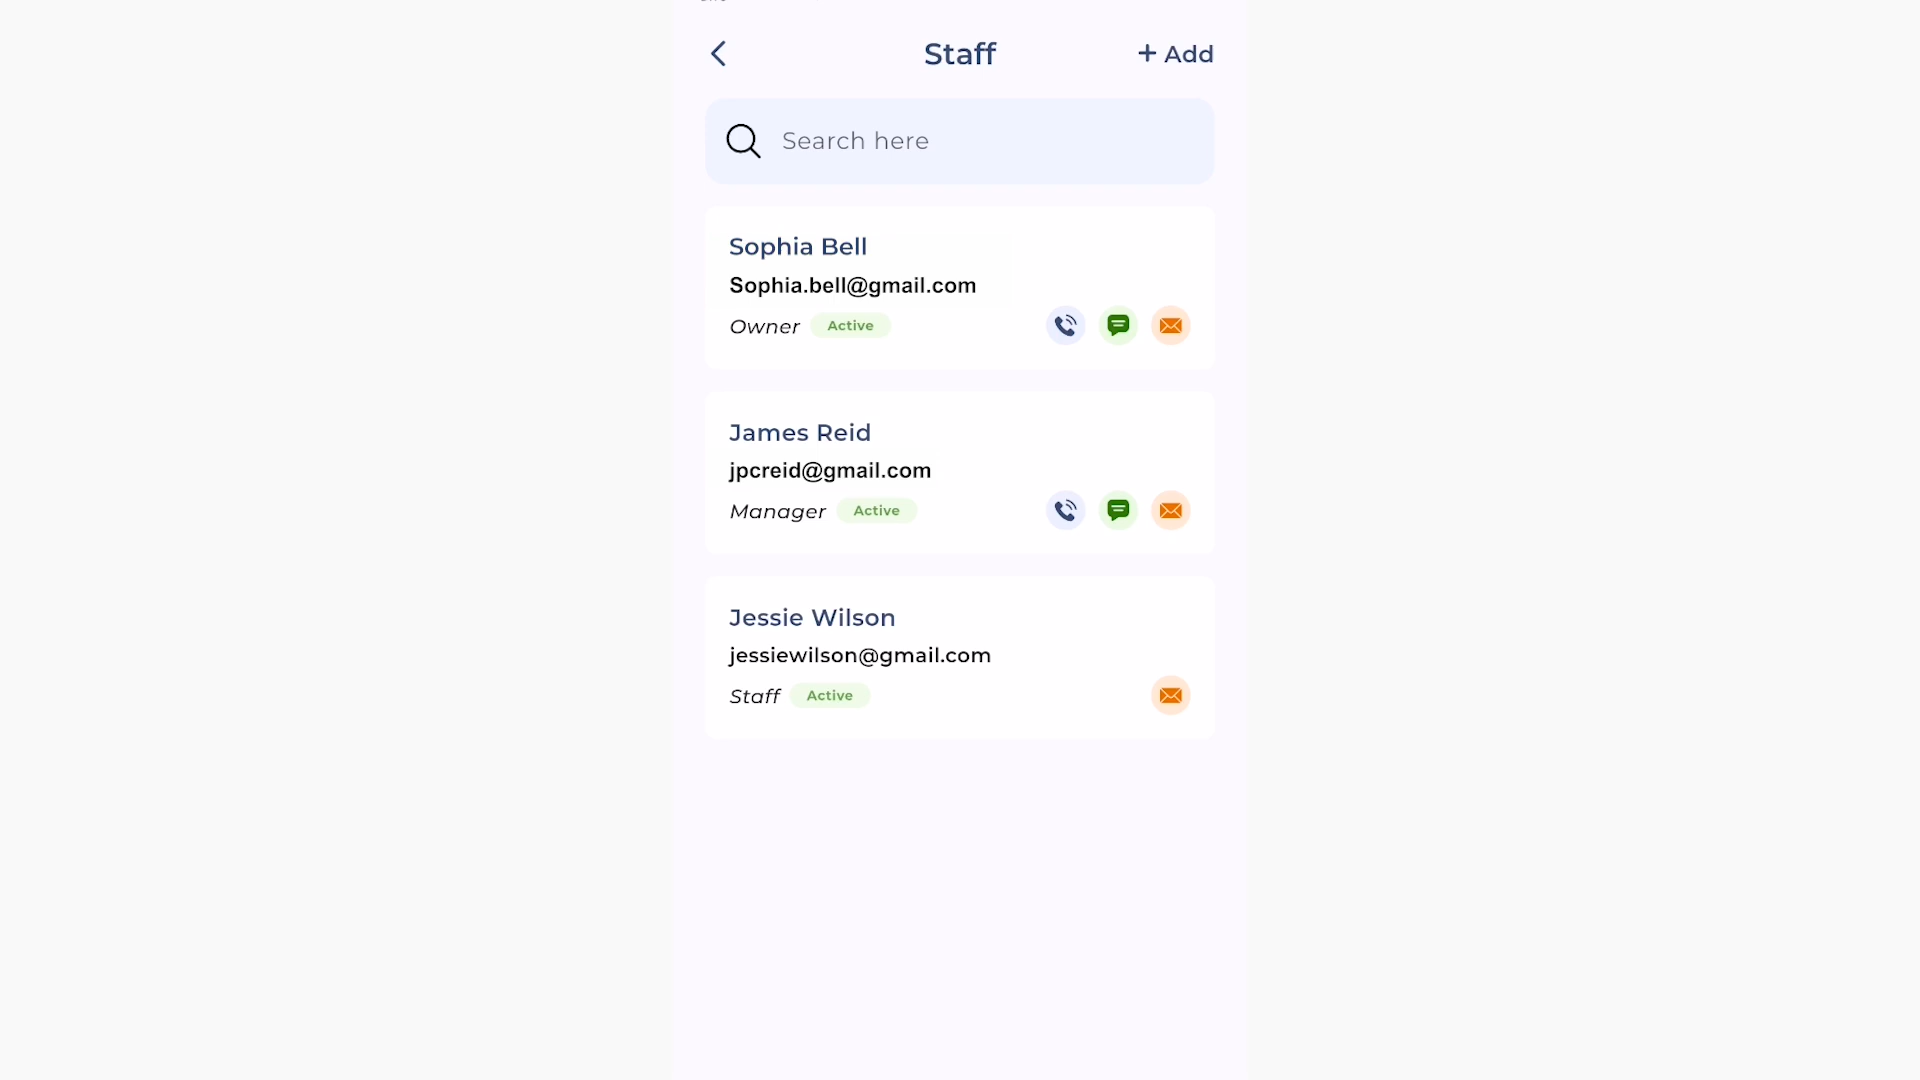 Staff
+ Add
Search here
Sophia Bell
Sophia.bell@gmail.com
Owner Active
James Reid
jpcreid@gmail.com
Manager Active
Jessie Wilson
jessiewilson@gmail.com
Staff Active